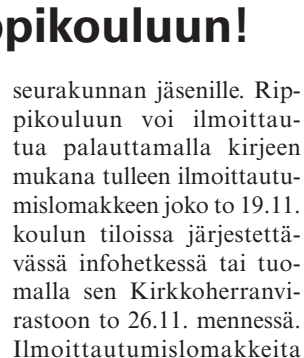 pikouluun!
seurakunnan jäsenille. Rip-
pikouluun voi ilmoittau-
tua palauttamalla kirjeen
mukana tulleen ilmoittautu-
mislomakkeen joko to 19.11.
koulun tiloissa järjestettä-
vässä infohetkessä tai tuo-
malla sen Kirkkoherranvi-
rastoon to 26.11. mennessä.
Ilmoittautumislomakkeita